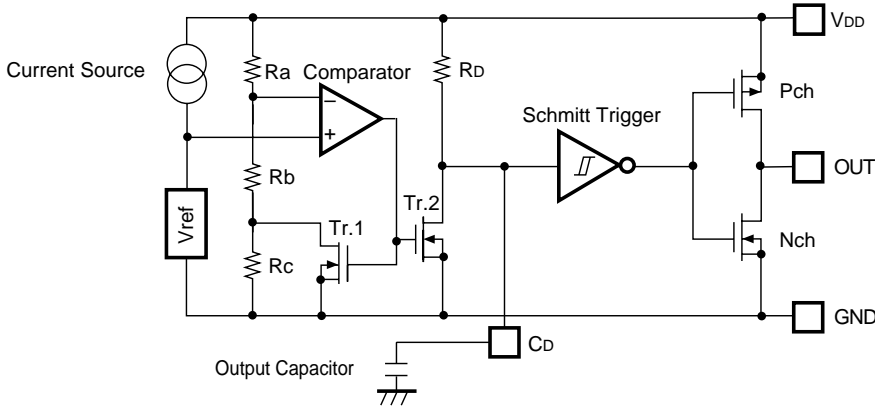 VDD
Current Source
Ra
Comparator
RD
Pch
−
+
Schmitt Trigger
OUT
Rb
Vref
Tr.1
Tr.2
Nch
Rc
GND
CD
Output Capacitor